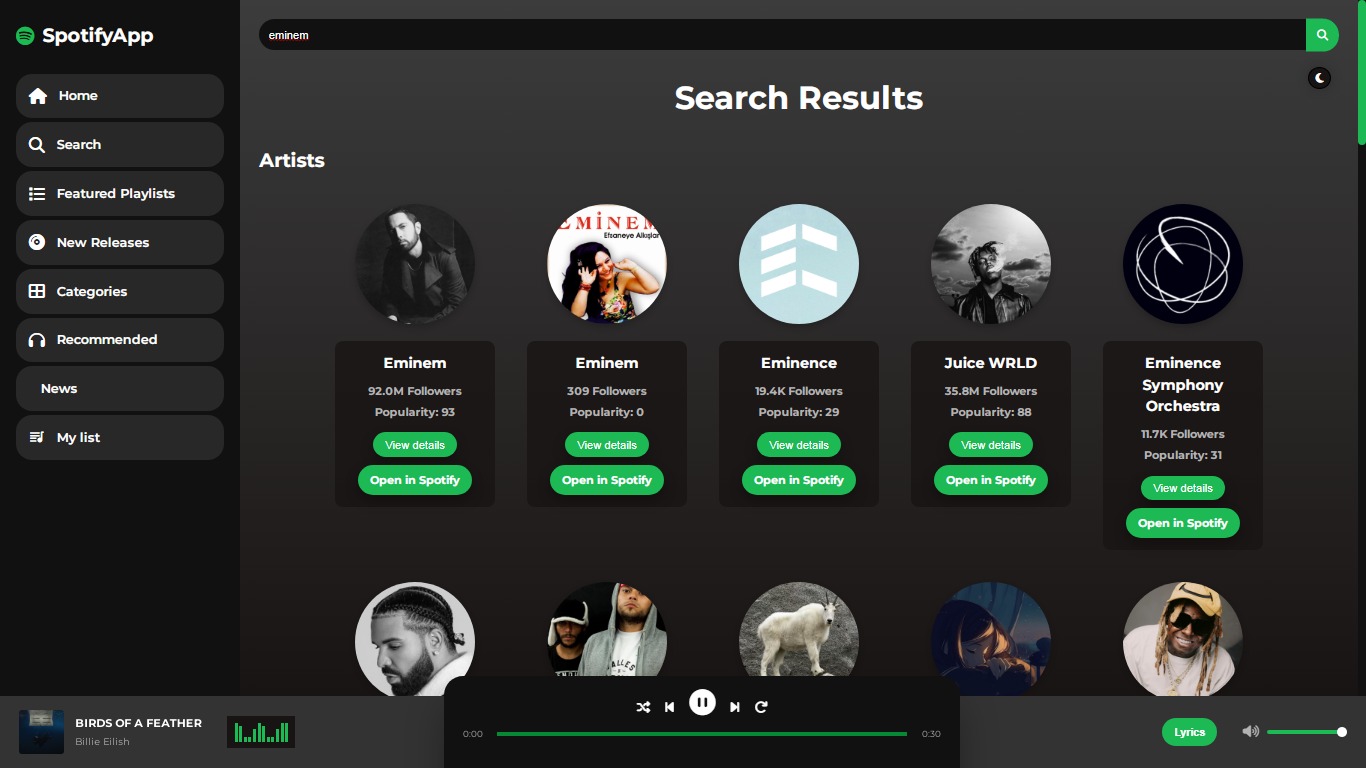 SpotifyApp
Home
Search
Featured Playlists
New Releases
Categories
Recommended
News
My list
eminem
Search Results
Artists
EMİNEM
Efsaneye Alkışlar
Eminem
92.0M Followers
Popularity: 93
View details
Open in Spotify
Eminem
309 Followers
Popularity: 0
View details
Open in Spotify
Eminence
19.4K Followers
Popularity: 29
View details
Open in Spotify
Juice WRLD
35.8M Followers
Popularity: 88
View details
Open in Spotify
Eminence
Symphony
Orchestra
11.7K Followers
Popularity: 31
View details
Open in Spotify
BIRDS OF A FEATHER
Billie Eilish
0:00
0:30
Lyrics